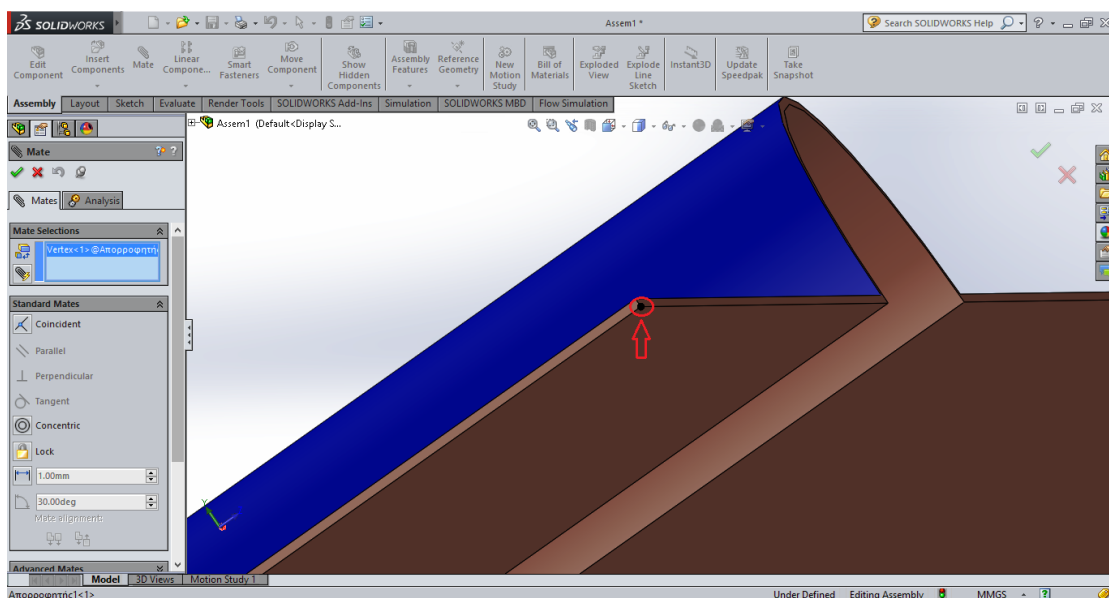 SOLIDWORKS
Assem1 *
Search SOLIDWORKS Help
Edit Component
Insert Components
Mate
Linear Compone...
Smart Fasteners
Move Component
Show Hidden Components
Assembly Features
Reference Geometry
New Motion Study
Bill of Materials
Exploded View
Explode Line Sketch
Instant3D
Update Speedpak
Take Snapshot
Assembly Layout Sketch Evaluate Render Tools SOLIDWORKS Add-Ins Simulation SOLIDWORKS MBD Flow Simulation
Assem1 (Default<Display S...
Mate
Mates Analysis
Mate Selections
Vertex<1>@Απορροφητή
Standard Mates
Coincident
Parallel
Perpendicular
Tangent
Concentric
Lock
1.00mm
30.00deg
Mate alignment:
Advanced Mates
Model 3D Views Motion Study 1
Απορροφητής1<1>
Under Defined Editing Assembly MMGS